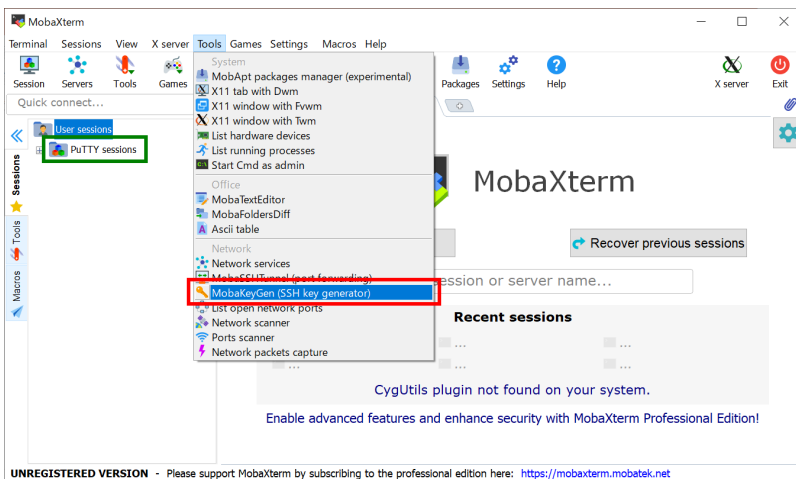 MobaXterm
Terminal Sessions View X server Tools Games Settings Macros Help
Session Servers Tools Games Packages Settings Help X server Exit
Quick connect...
User sessions
PuTTY sessions
Sessions
Tools
Macros
System
MobApt packages manager (experimental)
X11 tab with Dwm
X11 window with Fvwm
X11 window with Twm
List hardware devices
List running processes
Start Cmd as admin
Office
MobaTextEditor
MobaFoldersDiff
Ascii table
Network
Network services
MobaSSHTunnel (port forwarding)
MobaKeyGen (SSH key generator)
List open network ports
Network scanner
Ports scanner
Network packets capture
MobaXterm
Recover previous sessions
session or server name...
Recent sessions
... ...
... ... ...
CygUtils plugin not found on your system.
Enable advanced features and enhance security with MobaXterm Professional Edition!
UNREGISTERED VERSION - Please support MobaXterm by subscribing to the professional edition here: https://mobaxterm.mobatek.net